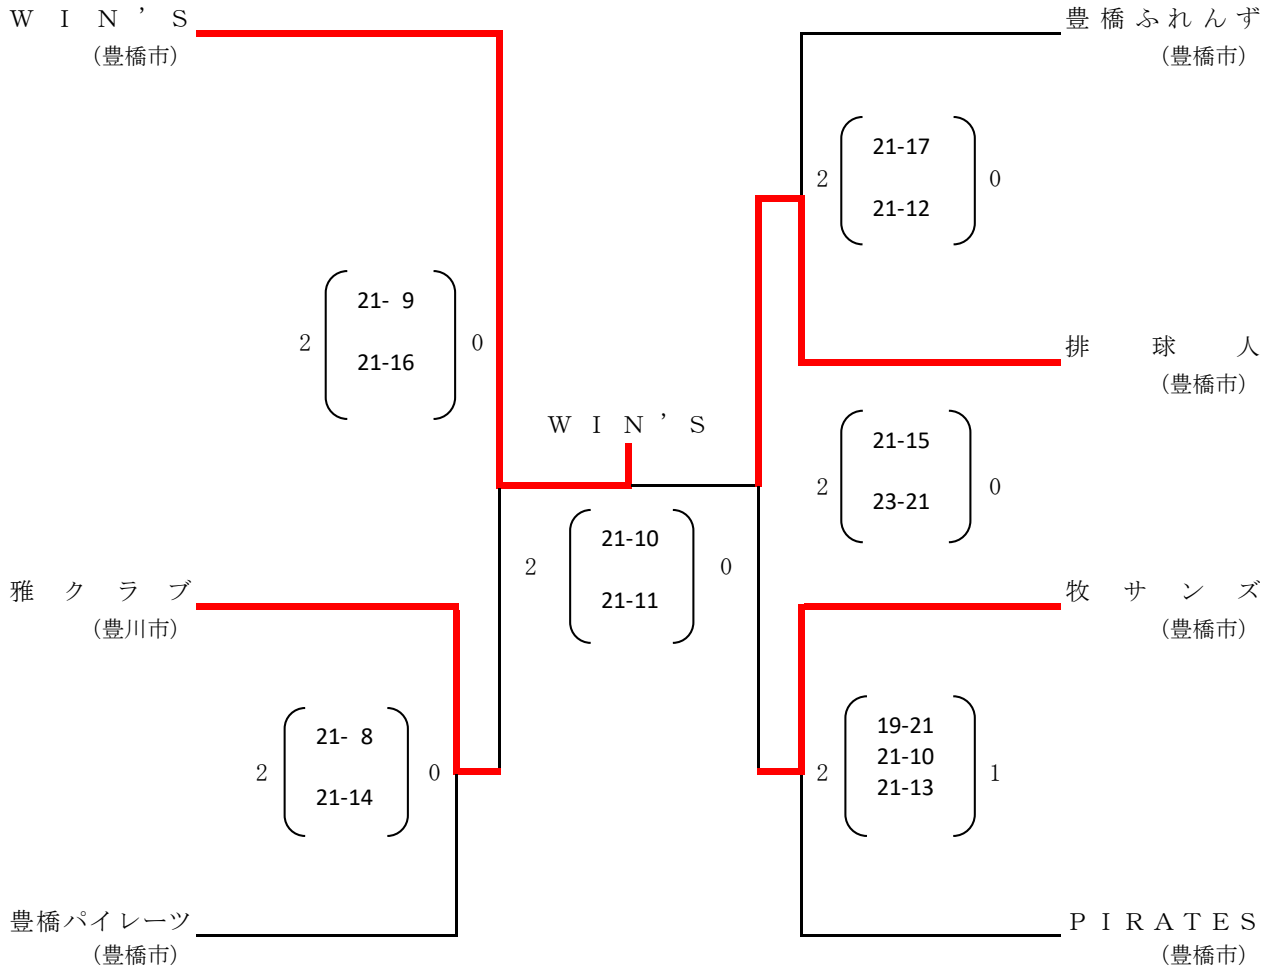 ＷＩＮ’Ｓ
（豊橋市）
豊橋ふれんず
（豊橋市）
21-17
2 0
21-12
21- 9
2 0
21-16
排球人
（豊橋市）
ＷＩＮ’Ｓ
21-15
2 0
23-21
21-10
2 0
21-11
雅クラブ
（豊川市）
牧サンズ
（豊橋市）
21- 8
2 0
21-14
19-21
21-10
2 1
21-13
豊橋パイレーツ
（豊橋市）
ＰＩＲＡＴＥＳ
（豊橋市）